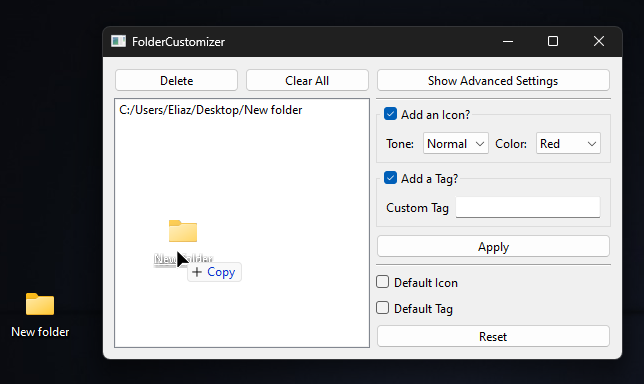 FolderCustomizer
Delete
Clear All
Show Advanced Settings
C:/Users/Eliaz/Desktop/New folder
Add an Icon?
Tone: Normal Color: Red
Add a Tag?
Custom Tag
Apply
New folder
+ Copy
Default Icon
Default Tag
Reset
New folder